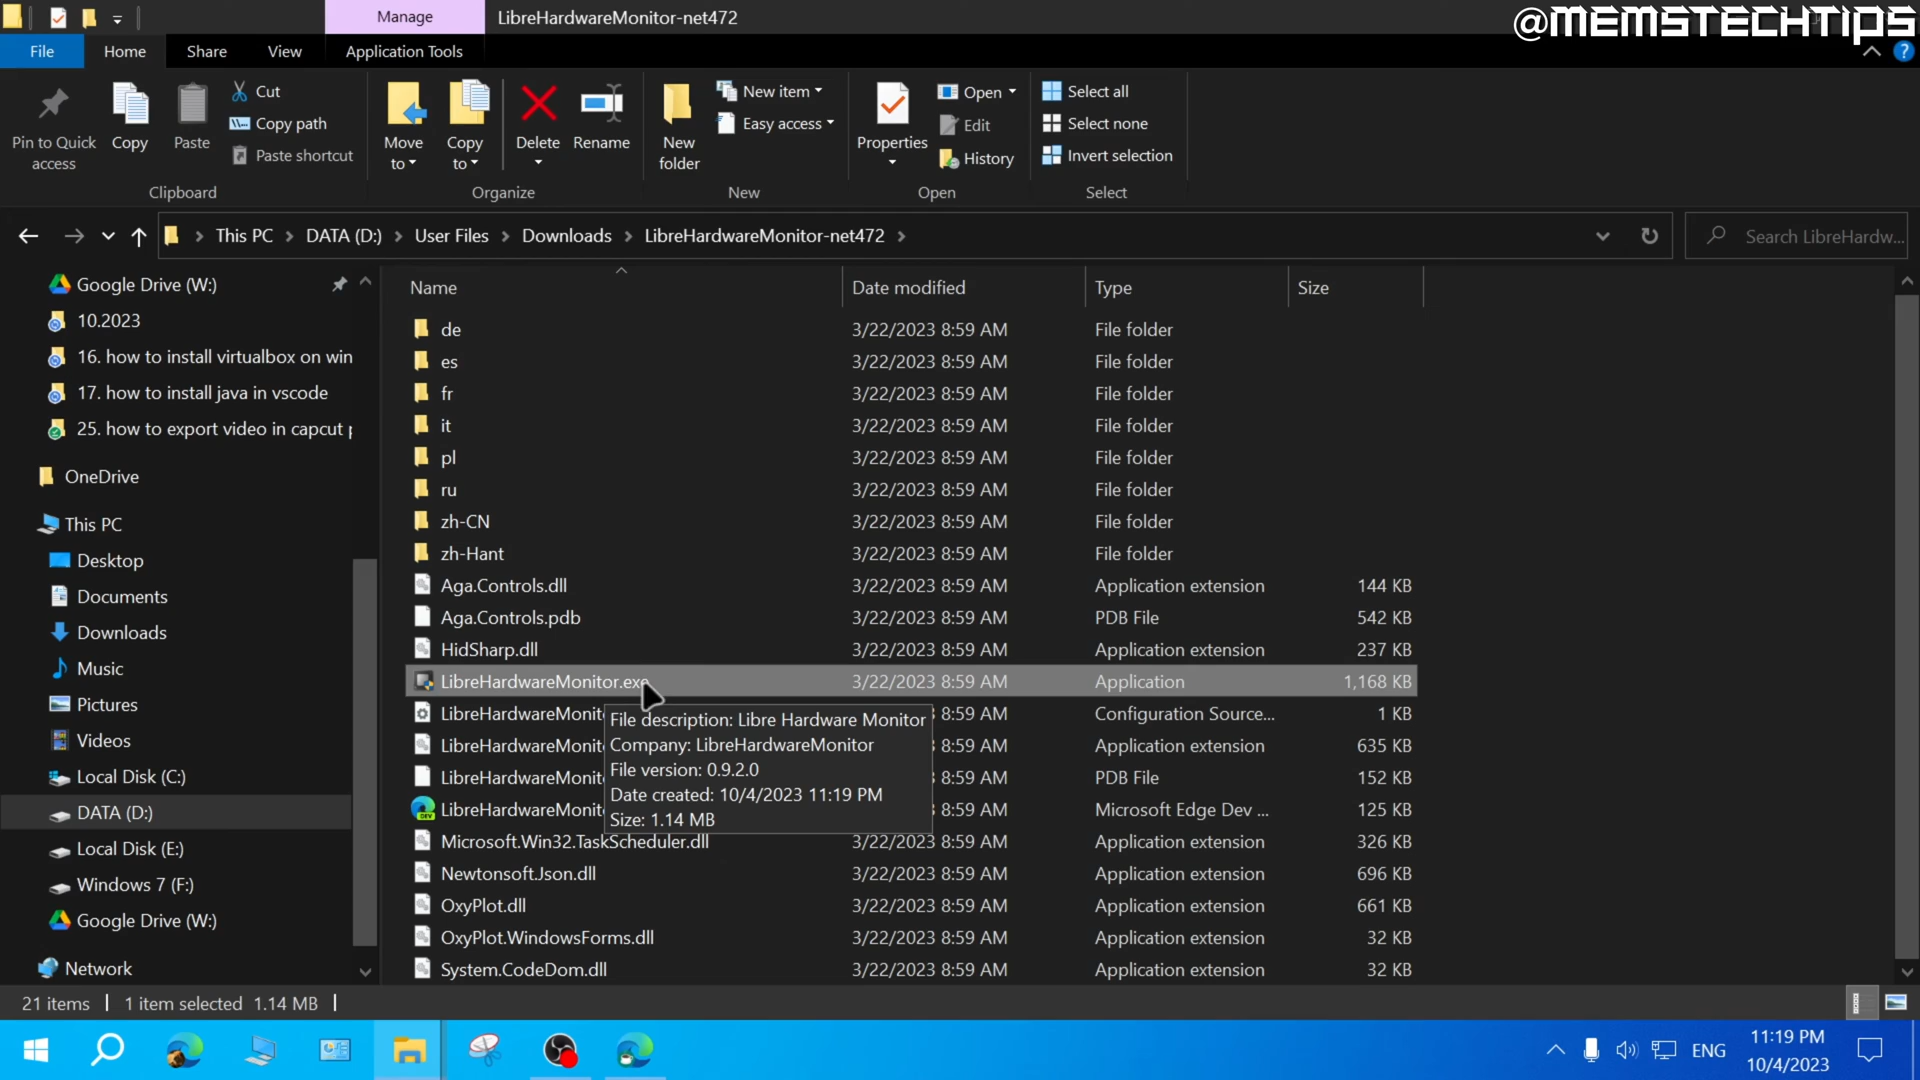 Manage
LibreHardwareMonitor-net472
@MEMSTECHTIPS
File
Home
Share
View
Application Tools
Pin to Quick access
Copy
Paste
Cut
Copy path
Paste shortcut
Clipboard
Move to
Copy to
Delete
Rename
Organize
New folder
New item
Easy access
New
Properties
Open
Edit
History
Open
Select all
Select none
Invert selection
Select
This PC > DATA (D:) > User Files > Downloads > LibreHardwareMonitor-net472 >
Search LibreHardw...
Google Drive (W:)
10.2023
16. how to install virtualbox on win
17. how to install java in vscode
25. how to export video in capcut p
OneDrive
This PC
Desktop
Documents
Downloads
Music
Pictures
Videos
Local Disk (C:)
DATA (D:)
Local Disk (E:)
Windows 7 (F:)
Google Drive (W:)
Network
Name Date modified Type Size
de 3/22/2023 8:59 AM File folder
es 3/22/2023 8:59 AM File folder
fr 3/22/2023 8:59 AM File folder
it 3/22/2023 8:59 AM File folder
pl 3/22/2023 8:59 AM File folder
ru 3/22/2023 8:59 AM File folder
zh-CN 3/22/2023 8:59 AM File folder
zh-Hant 3/22/2023 8:59 AM File folder
Aga.Controls.dll 3/22/2023 8:59 AM Application extension 144 KB
Aga.Controls.pdb 3/22/2023 8:59 AM PDB File 542 KB
HidSharp.dll 3/22/2023 8:59 AM Application extension 237 KB
LibreHardwareMonitor.exe 3/22/2023 8:59 AM Application 1,168 KB
LibreHardwareMonito 8:59 AM Configuration Source... 1 KB
LibreHardwareMonito 8:59 AM Application extension 635 KB
LibreHardwareMonito 8:59 AM PDB File 152 KB
LibreHardwareMonito 8:59 AM Microsoft Edge Dev ... 125 KB
Microsoft.Win32.TaskScheduler.dll 3/22/2023 8:59 AM Application extension 326 KB
Newtonsoft.Json.dll 3/22/2023 8:59 AM Application extension 696 KB
OxyPlot.dll 3/22/2023 8:59 AM Application extension 661 KB
OxyPlot.WindowsForms.dll 3/22/2023 8:59 AM Application extension 32 KB
System.CodeDom.dll 3/22/2023 8:59 AM Application extension 32 KB
File description: Libre Hardware Monitor
Company: LibreHardwareMonitor
File version: 0.9.2.0
Date created: 10/4/2023 11:19 PM
Size: 1.14 MB
21 items
1 item selected 1.14 MB
DEV
ENG
11:19 PM
10/4/2023